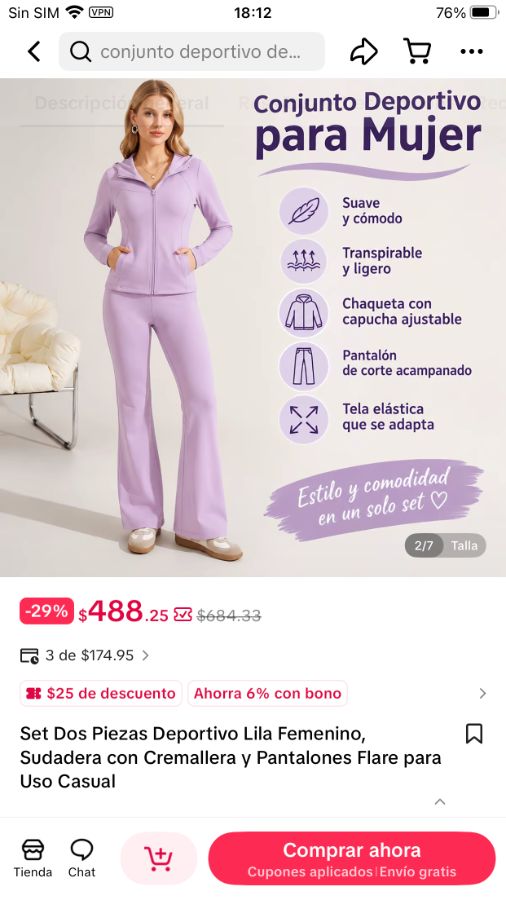 Sin SIM VPN 18:12 76%
conjunto deportivo de...
Conjunto Deportivo
para Mujer
Suave
y cómodo
Transpirable
y ligero
Chaqueta con
capucha ajustable
Pantalón
de corte acampanado
Tela elástica
que se adapta
Estilo y comodidad
en un solo set ♡
2/7 Talla
-29% $488.25 $684.33
3 de $174.95 >
$25 de descuento Ahorra 6% con bono >
Set Dos Piezas Deportivo Lila Femenino,
Sudadera con Cremallera y Pantalones Flare para
Uso Casual
Comprar ahora
Tienda Chat Cupones aplicados | Envío gratis